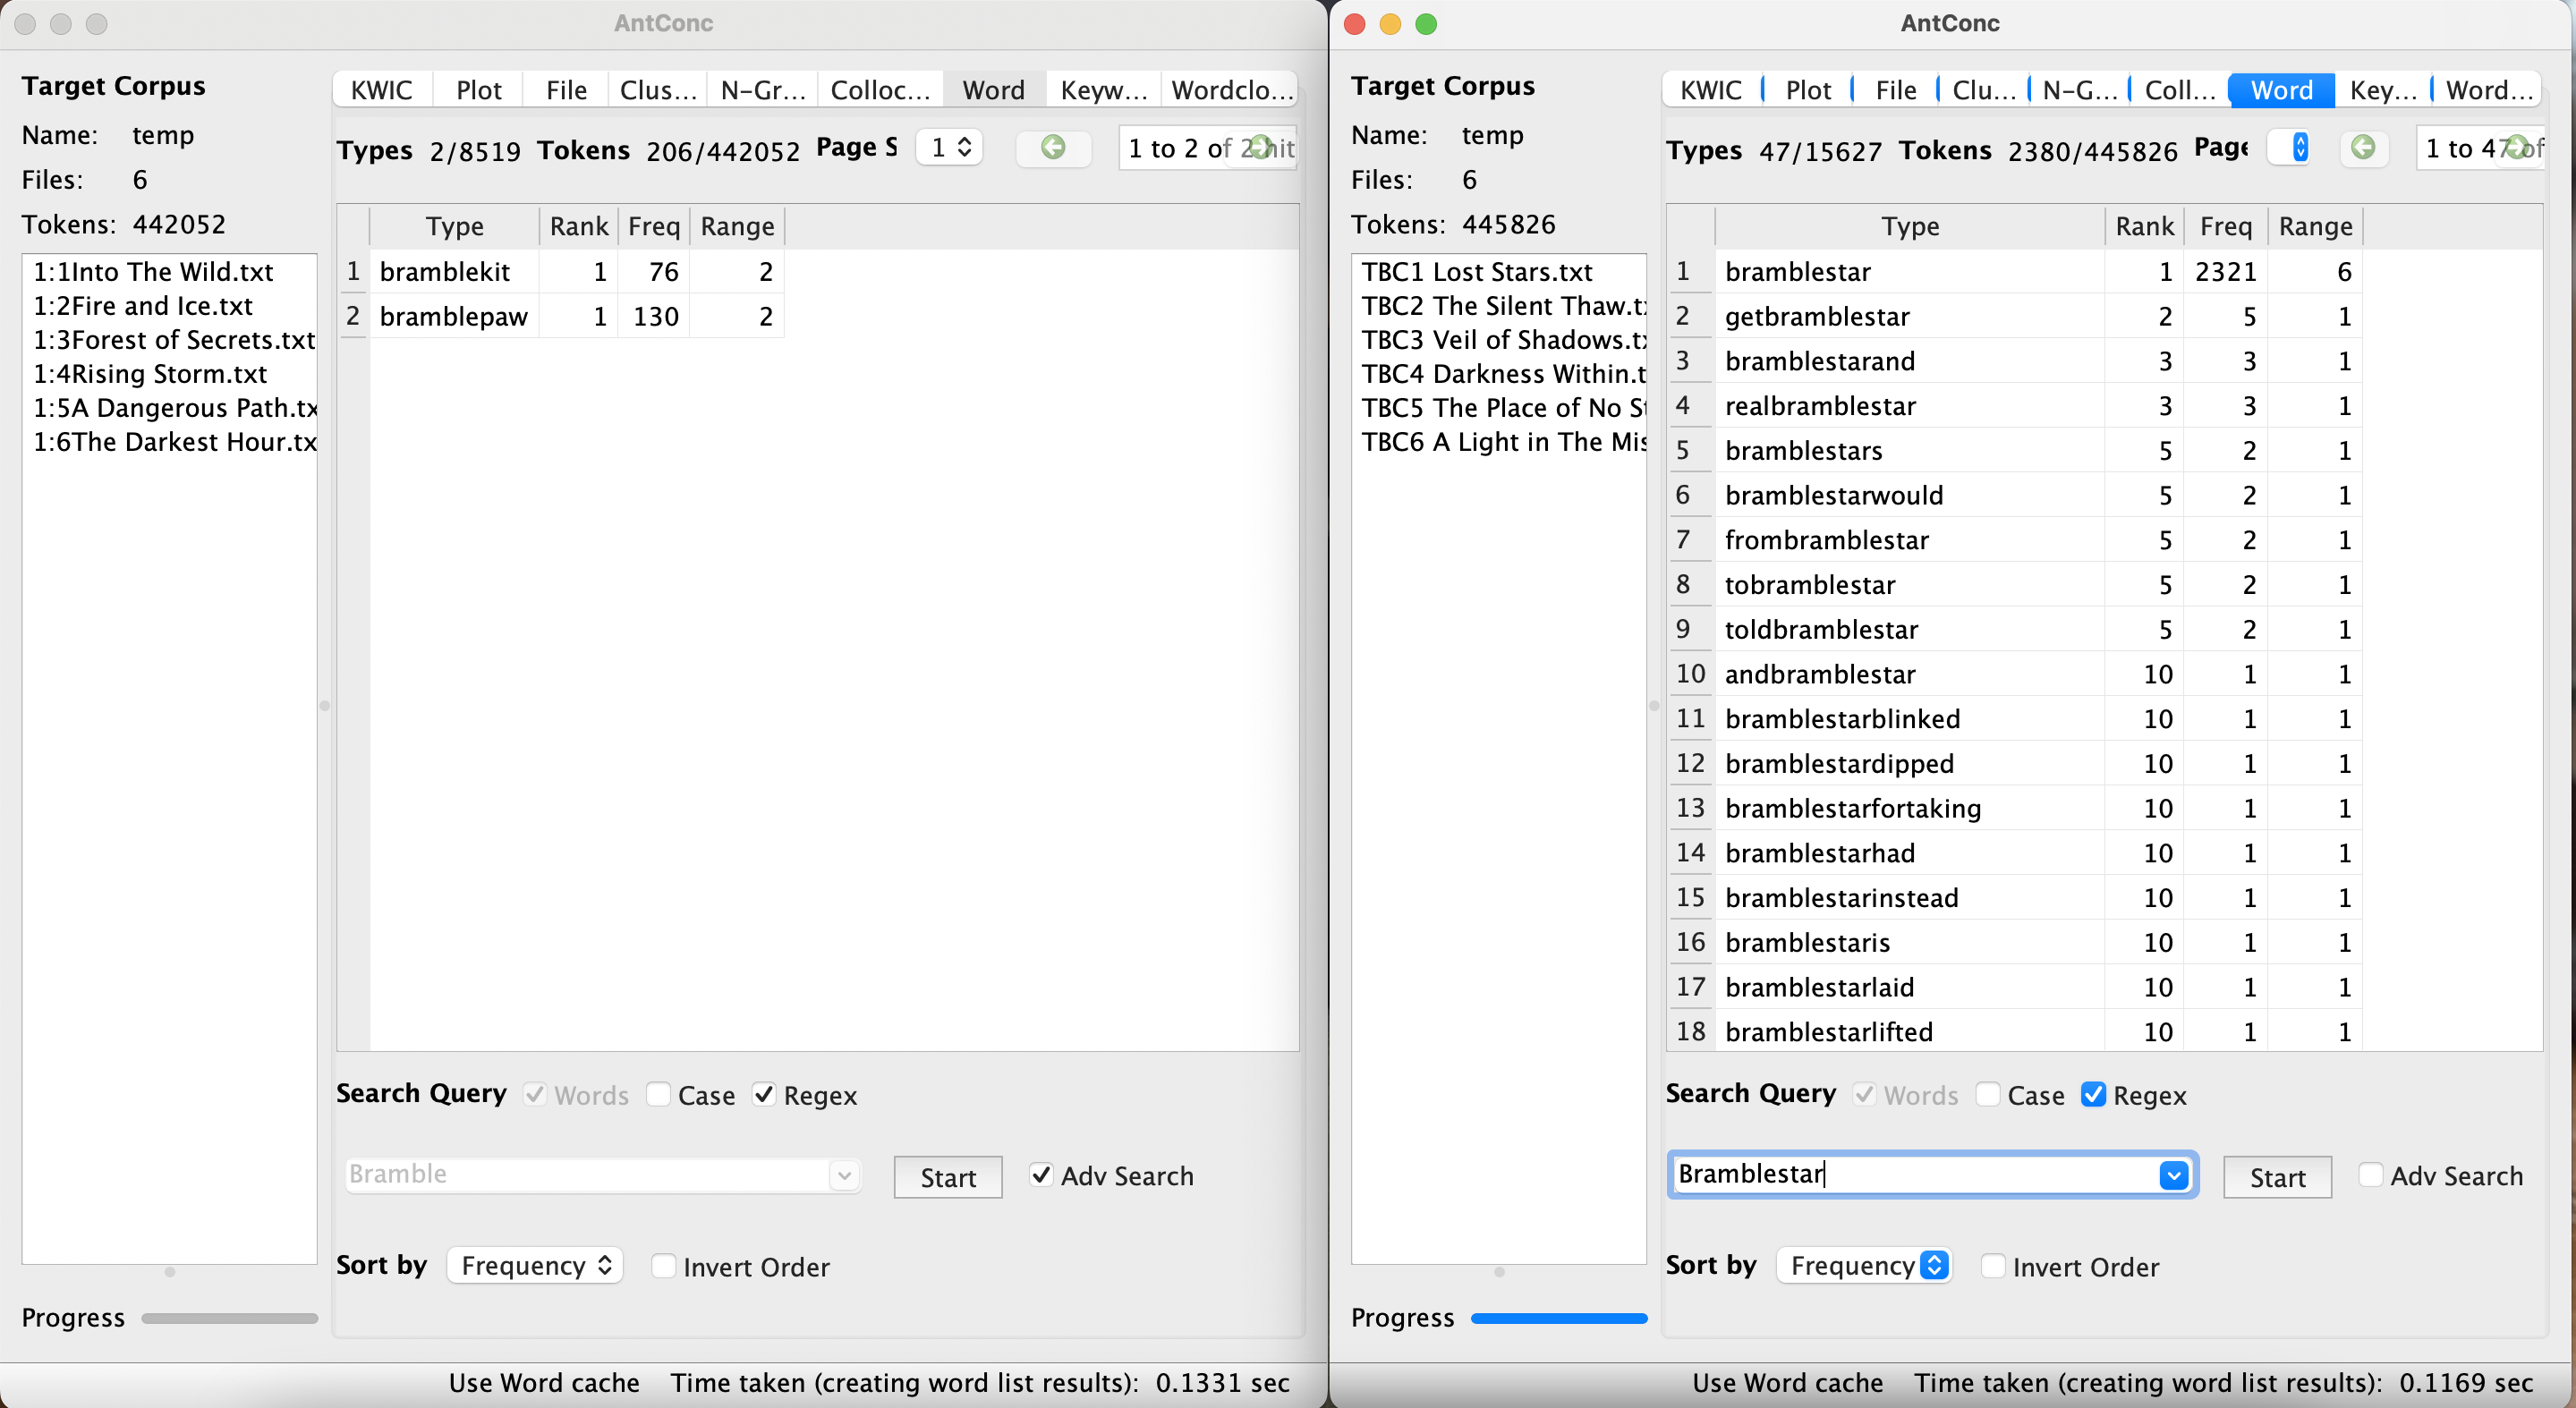 AntConc
Target Corpus
Name: temp
Files: 6
Tokens: 442052
1:1Into The Wild.txt
1:2Fire and Ice.txt
1:3Forest of Secrets.txt
1:4Rising Storm.txt
1:5A Dangerous Path.tx
1:6The Darkest Hour.tx
Progress
KWIC Plot File Clus... N-Gr... Colloc... Word Keyw... Wordclo...
Types 2/8519 Tokens 206/442052 Page S 1 1 to 2 of 2 hit
Type Rank Freq Range
1 bramblekit 1 76 2
2 bramblepaw 1 130 2
Search Query Words Case Regex
Bramble Start Adv Search
Sort by Frequency Invert Order
Use Word cache Time taken (creating word list results): 0.1331 sec
AntConc
Target Corpus
Name: temp
Files: 6
Tokens: 445826
TBC1 Lost Stars.txt
TBC2 The Silent Thaw.tx
TBC3 Veil of Shadows.tx
TBC4 Darkness Within.t
TBC5 The Place of No St
TBC6 A Light in The Mis
Progress
KWIC Plot File Clu... N-G... Coll... Word Key... Word...
Types 47/15627 Tokens 2380/445826 Page 1 to 47 of
Type Rank Freq Range
1 bramblestar 1 2321 6
2 getbramblestar 2 5 1
3 bramblestarand 3 3 1
4 realbramblestar 3 3 1
5 bramblestars 5 2 1
6 bramblestarwould 5 2 1
7 frombramblestar 5 2 1
8 tobramblestar 5 2 1
9 toldbramblestar 5 2 1
10 andbramblestar 10 1 1
11 bramblestarblinked 10 1 1
12 bramblestardipped 10 1 1
13 bramblestarfortaking 10 1 1
14 bramblestarhad 10 1 1
15 bramblestarinstead 10 1 1
16 bramblestaris 10 1 1
17 bramblestarlaid 10 1 1
18 bramblestarlifted 10 1 1
Search Query Words Case Regex
Bramblestar Start Adv Search
Sort by Frequency Invert Order
Use Word cache Time taken (creating word list results): 0.1169 sec